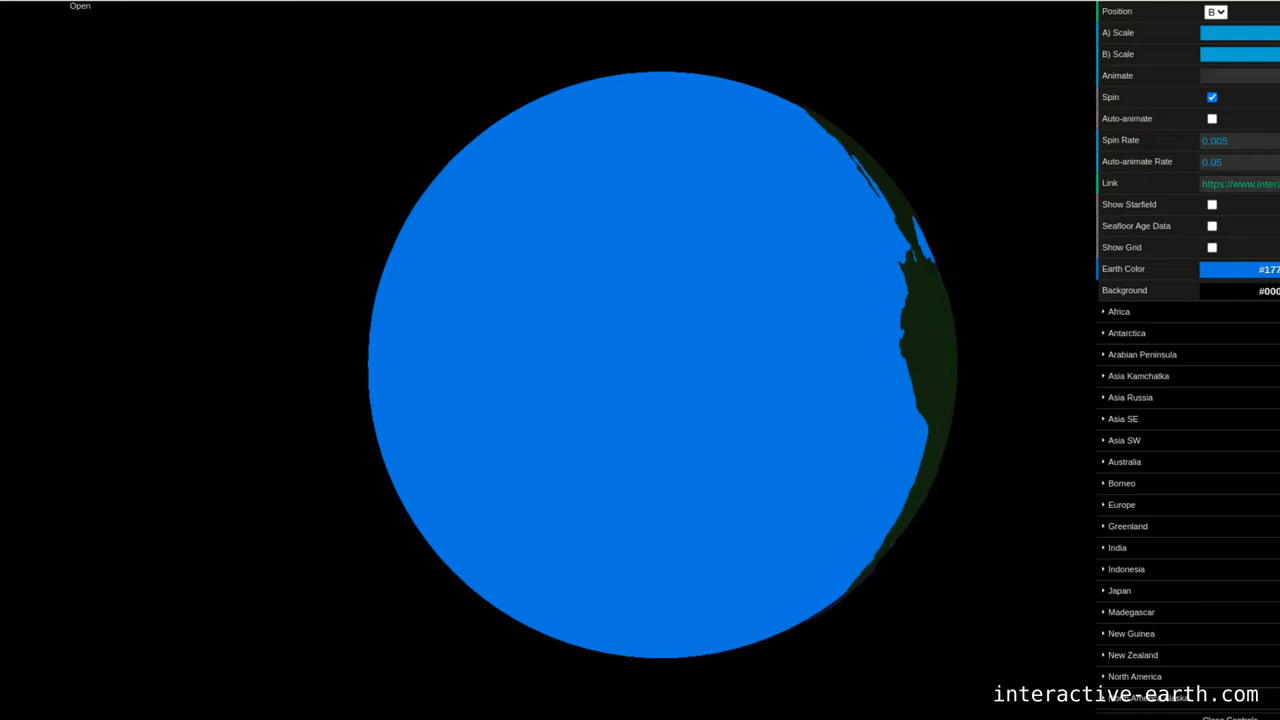 Open
Position B
A) Scale
B) Scale
Animate
Spin
Auto-animate
Spin Rate 0.005
Auto-animate Rate 0.05
Link https://www.intera
Show Starfield
Seafloor Age Data
Show Grid
Earth Color #177
Background #000
Africa
Antarctica
Arabian Peninsula
Asia Kamchatka
Asia Russia
Asia SE
Asia SW
Australia
Borneo
Europe
Greenland
India
Indonesia
Japan
Madagascar
New Guinea
New Zealand
North America
interactive-earth.com
Close Controls